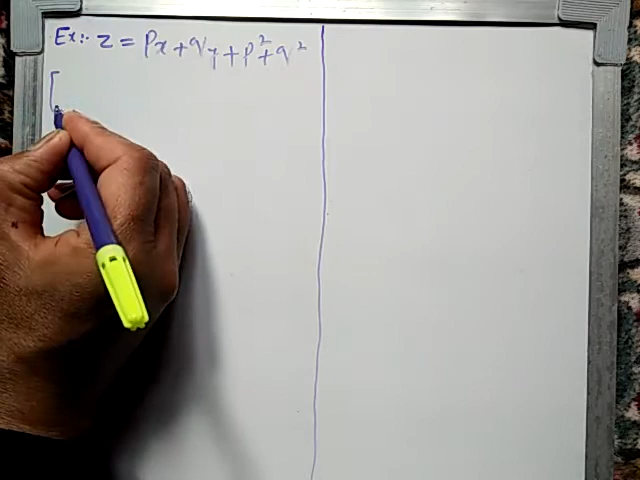 Ex:- z = px + qy + p² + q²
[